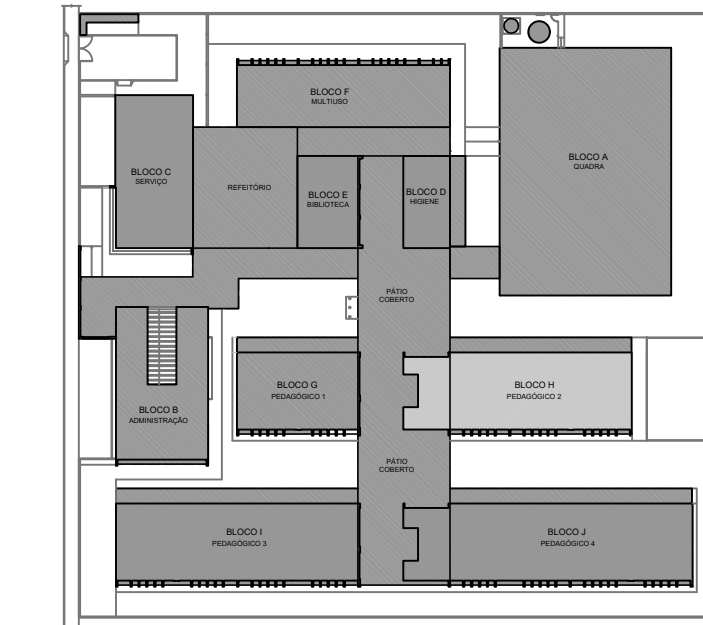 BLOCO F
MULTIUSO
BLOCO A
QUADRA
BLOCO C
SERVIÇO
REFEITÓRIO
BLOCO E
BIBLIOTECA
BLOCO D
HIGIENE
PÁTIO
COBERTO
BLOCO G
PEDAGÓGICO 1
BLOCO H
PEDAGÓGICO 2
BLOCO B
ADMINISTRAÇÃO
PÁTIO
COBERTO
BLOCO I
PEDAGÓGICO 3
BLOCO J
PEDAGÓGICO 4